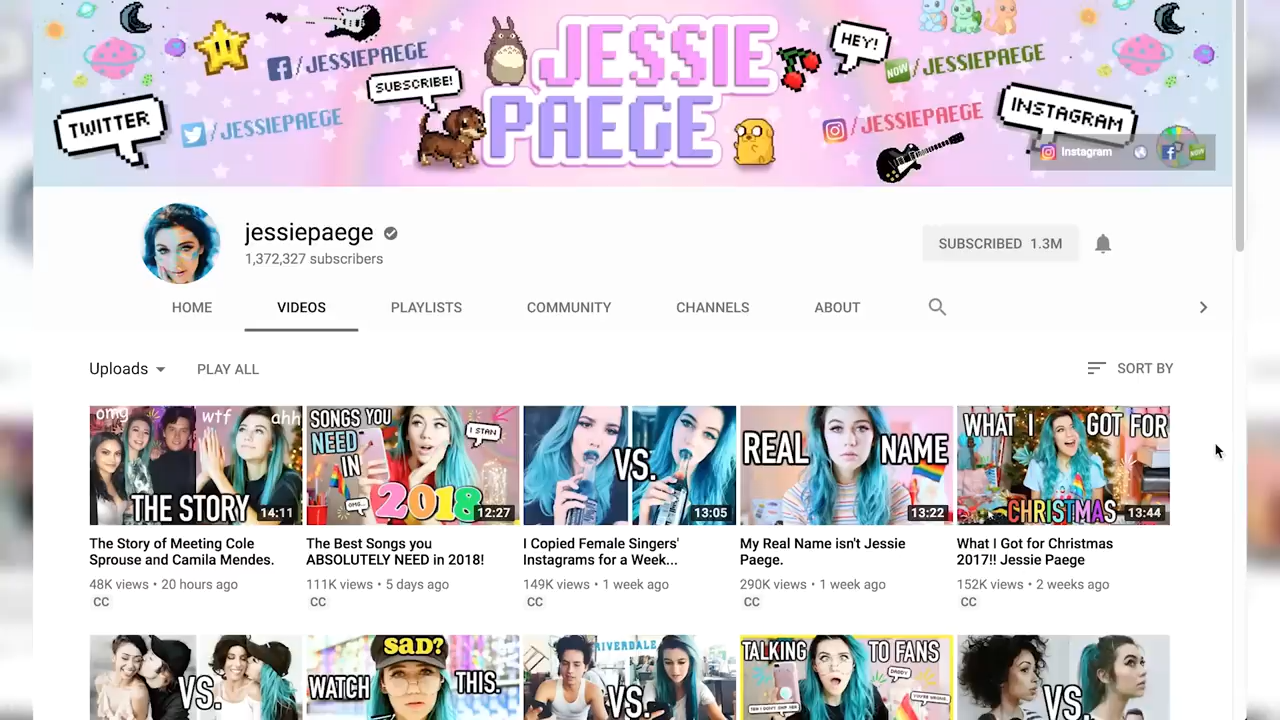 JESSIE
PAEGE
/JESSIEPAEGE
SUBSCRIBE!
HEY!
NOW /JESSIEPAEGE
TWITTER
/JESSIEPAEGE
/JESSIEPAEGE
INSTAGRAM
Instagram
NOW
jessiepaege
1,372,327 subscribers
SUBSCRIBED 1.3M
HOME VIDEOS PLAYLISTS COMMUNITY CHANNELS ABOUT
Uploads PLAY ALL SORT BY
omg wtf ahh
THE STORY
14:11
The Story of Meeting Cole
Sprouse and Camila Mendes.
48K views • 20 hours ago
CC
SONGS YOU
NEED
IN
2018
I STAN
OMG
12:27
The Best Songs you
ABSOLUTELY NEED in 2018!
111K views • 5 days ago
CC
VS.
13:05
I Copied Female Singers'
Instagrams for a Week...
149K views • 1 week ago
CC
REAL NAME
13:22
My Real Name isn't Jessie
Paege.
290K views • 1 week ago
CC
WHAT I GOT FOR
CHRISTMAS
13:44
What I Got for Christmas
2017!! Jessie Paege
152K views • 2 weeks ago
CC
VS.
SAD?
WATCH THIS.
RIVERDALE
VS.
TALKING TO FANS
DADDY
VS.